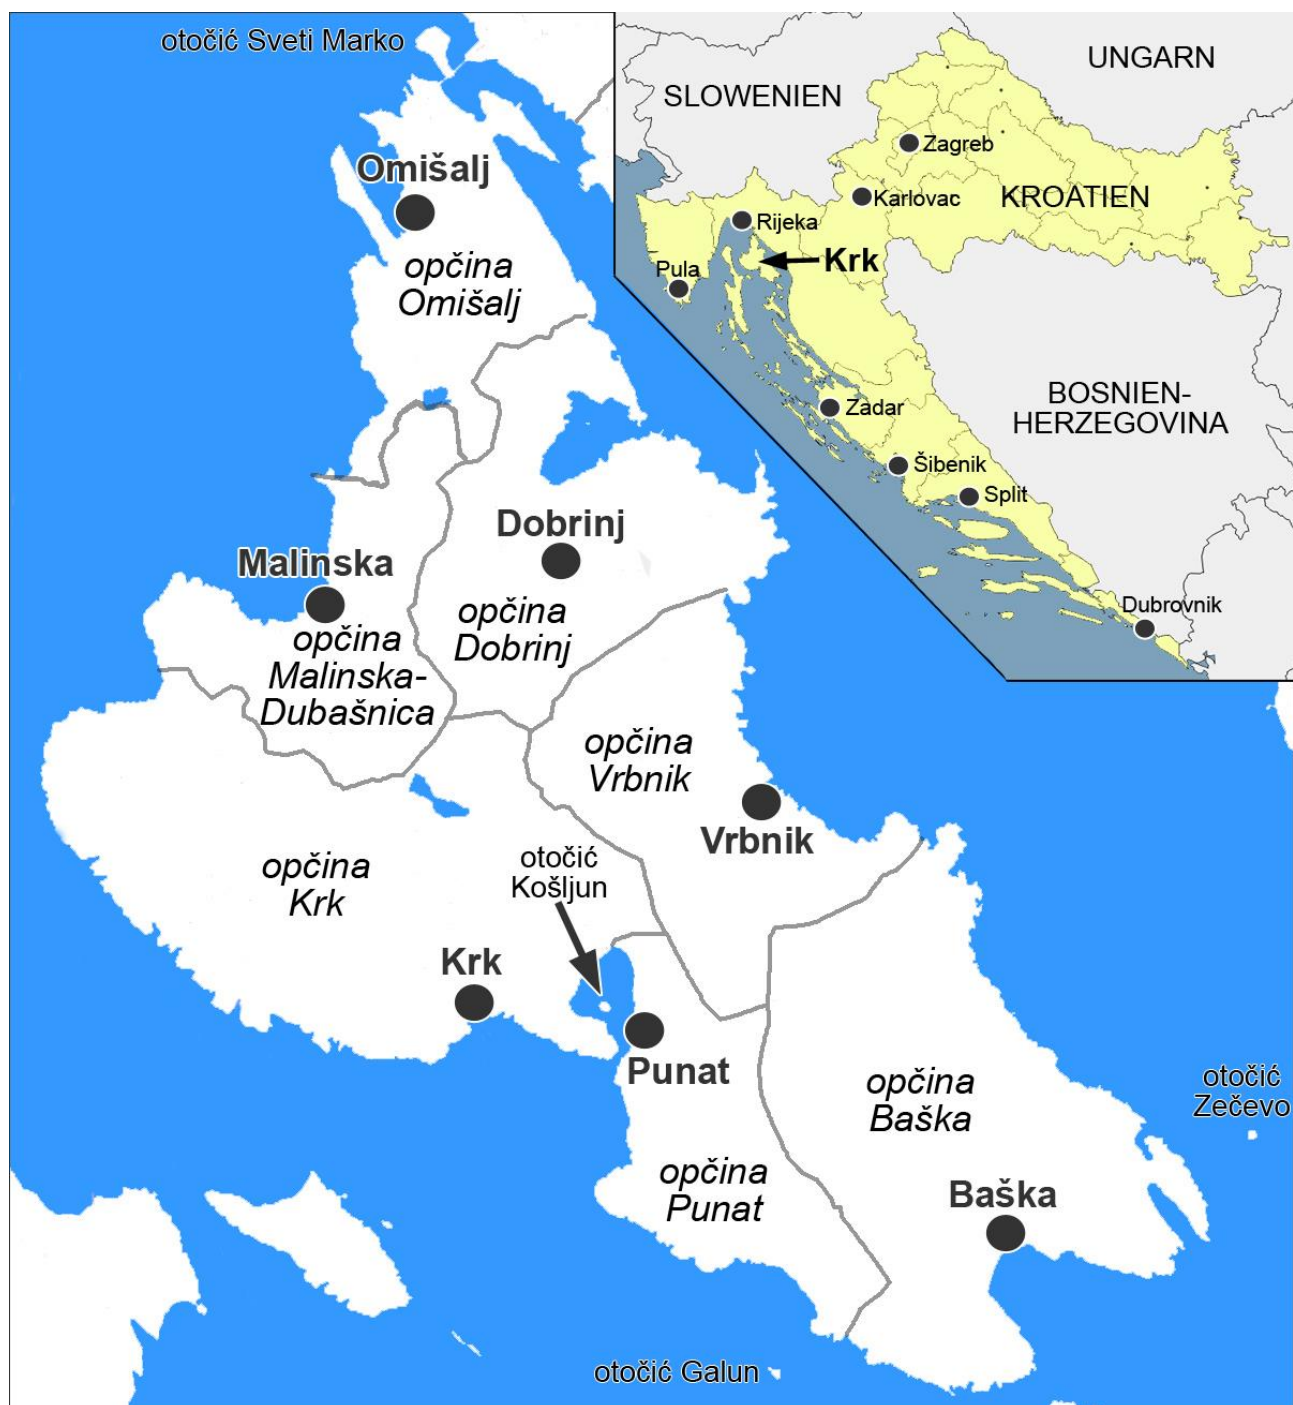 otočić Sveti Marko
Omišalj
općina
Omišalj
Dobrinj
općina
Dobrinj
Malinska
općina
Malinska-
Dubašnica
općina
Vrbnik
Vrbnik
općina
Krk
otočić
Košljun
Krk
Punat
općina
Punat
općina
Baška
Baška
otočić
Zečevo
otočić Galun
UNGARN
SLOWENIEN
Zagreb
Karlovac
KROATIEN
Rijeka
Krk
Pula
BOSNIEN-
HERZEGOVINA
Zadar
Šibenik
Split
Dubrovnik